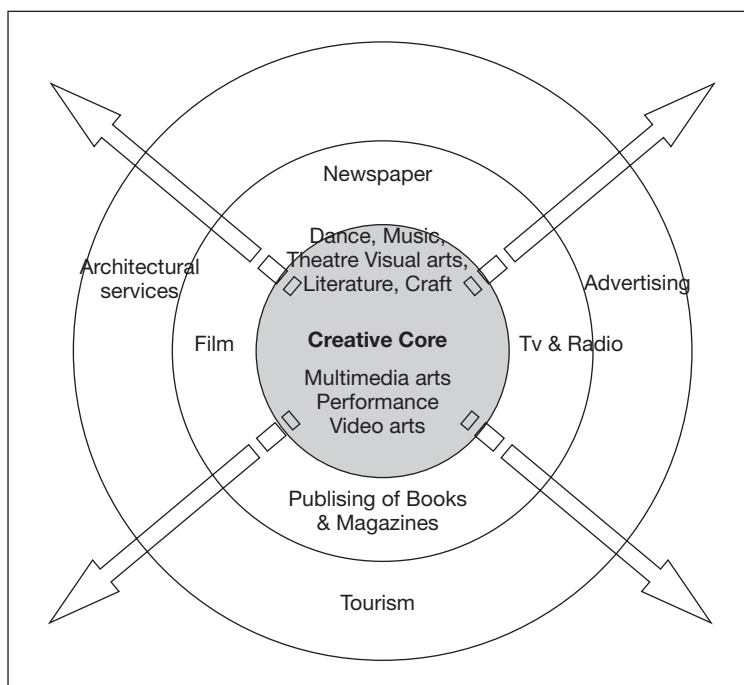 Newspaper
Dance, Music,
Theatre Visual arts,
Literature, Craft
Architectural
services
Advertising
Film
Creative Core
Tv & Radio
Multimedia arts
Performance
Video arts
Publising of Books
& Magazines
Tourism